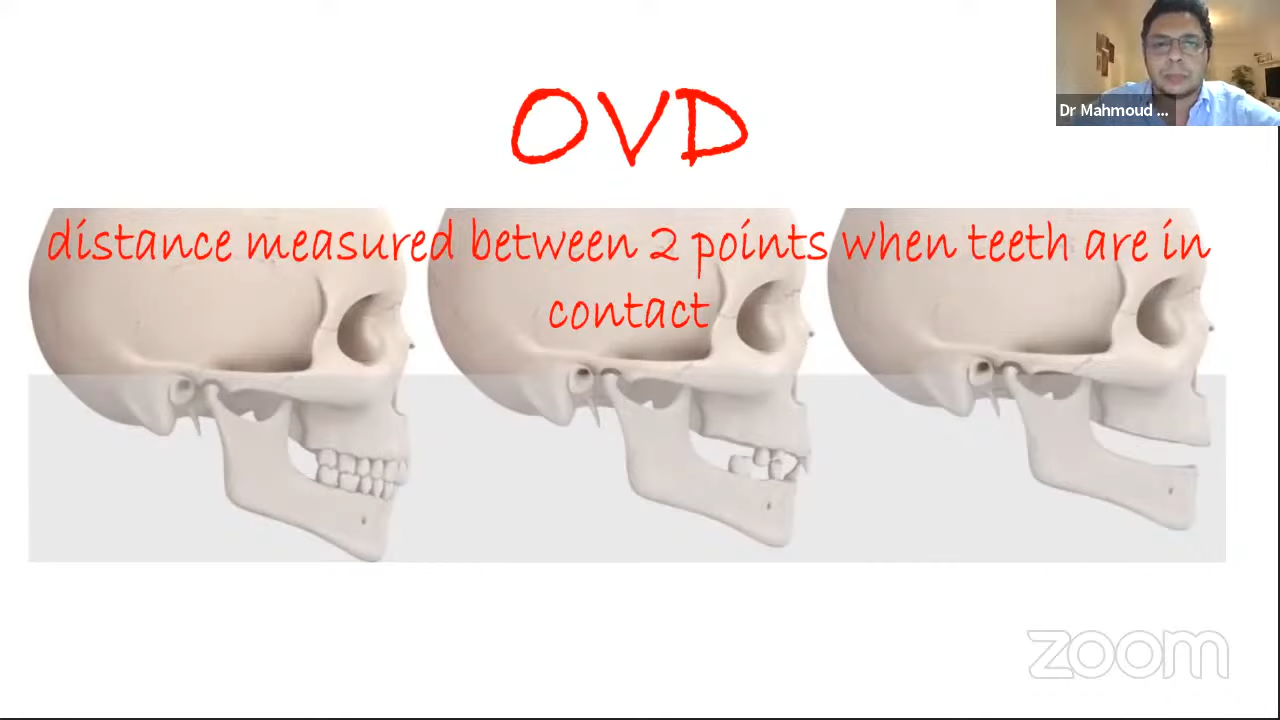 OVD
Dr Mahmoud ...
distance measured between 2 points when teeth are in
contact
zoom